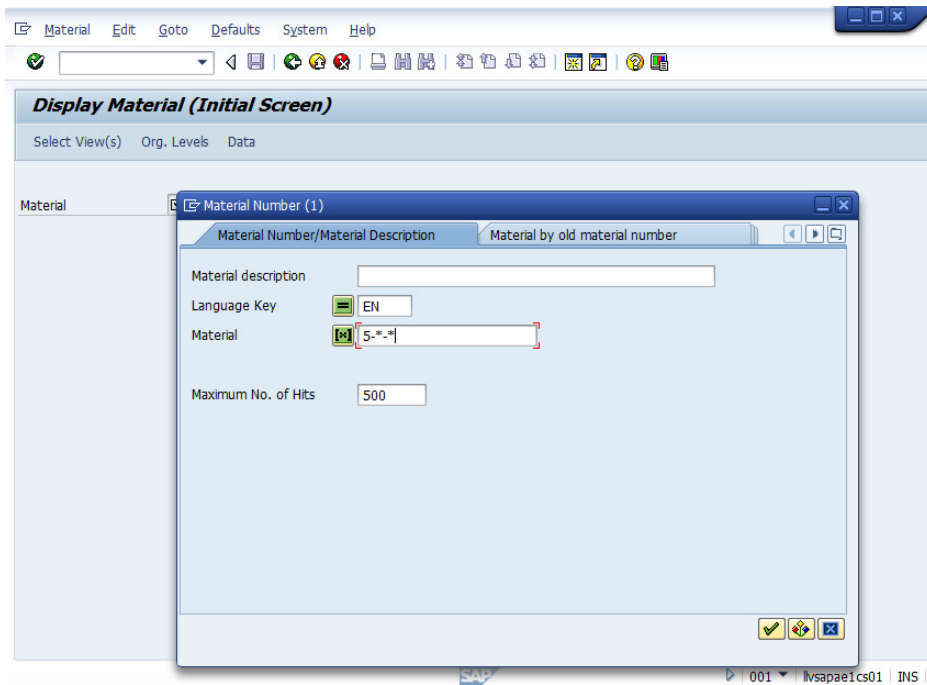 Material Edit Goto Defaults System Help
Display Material (Initial Screen)
Select View(s) Org. Levels Data
Material
Material Number (1)
Material Number/Material Description Material by old material number
Material description
Language Key = EN
Material [*] 5-*-*
Maximum No. of Hits 500
SAP 001 llvsapae1cs01 INS